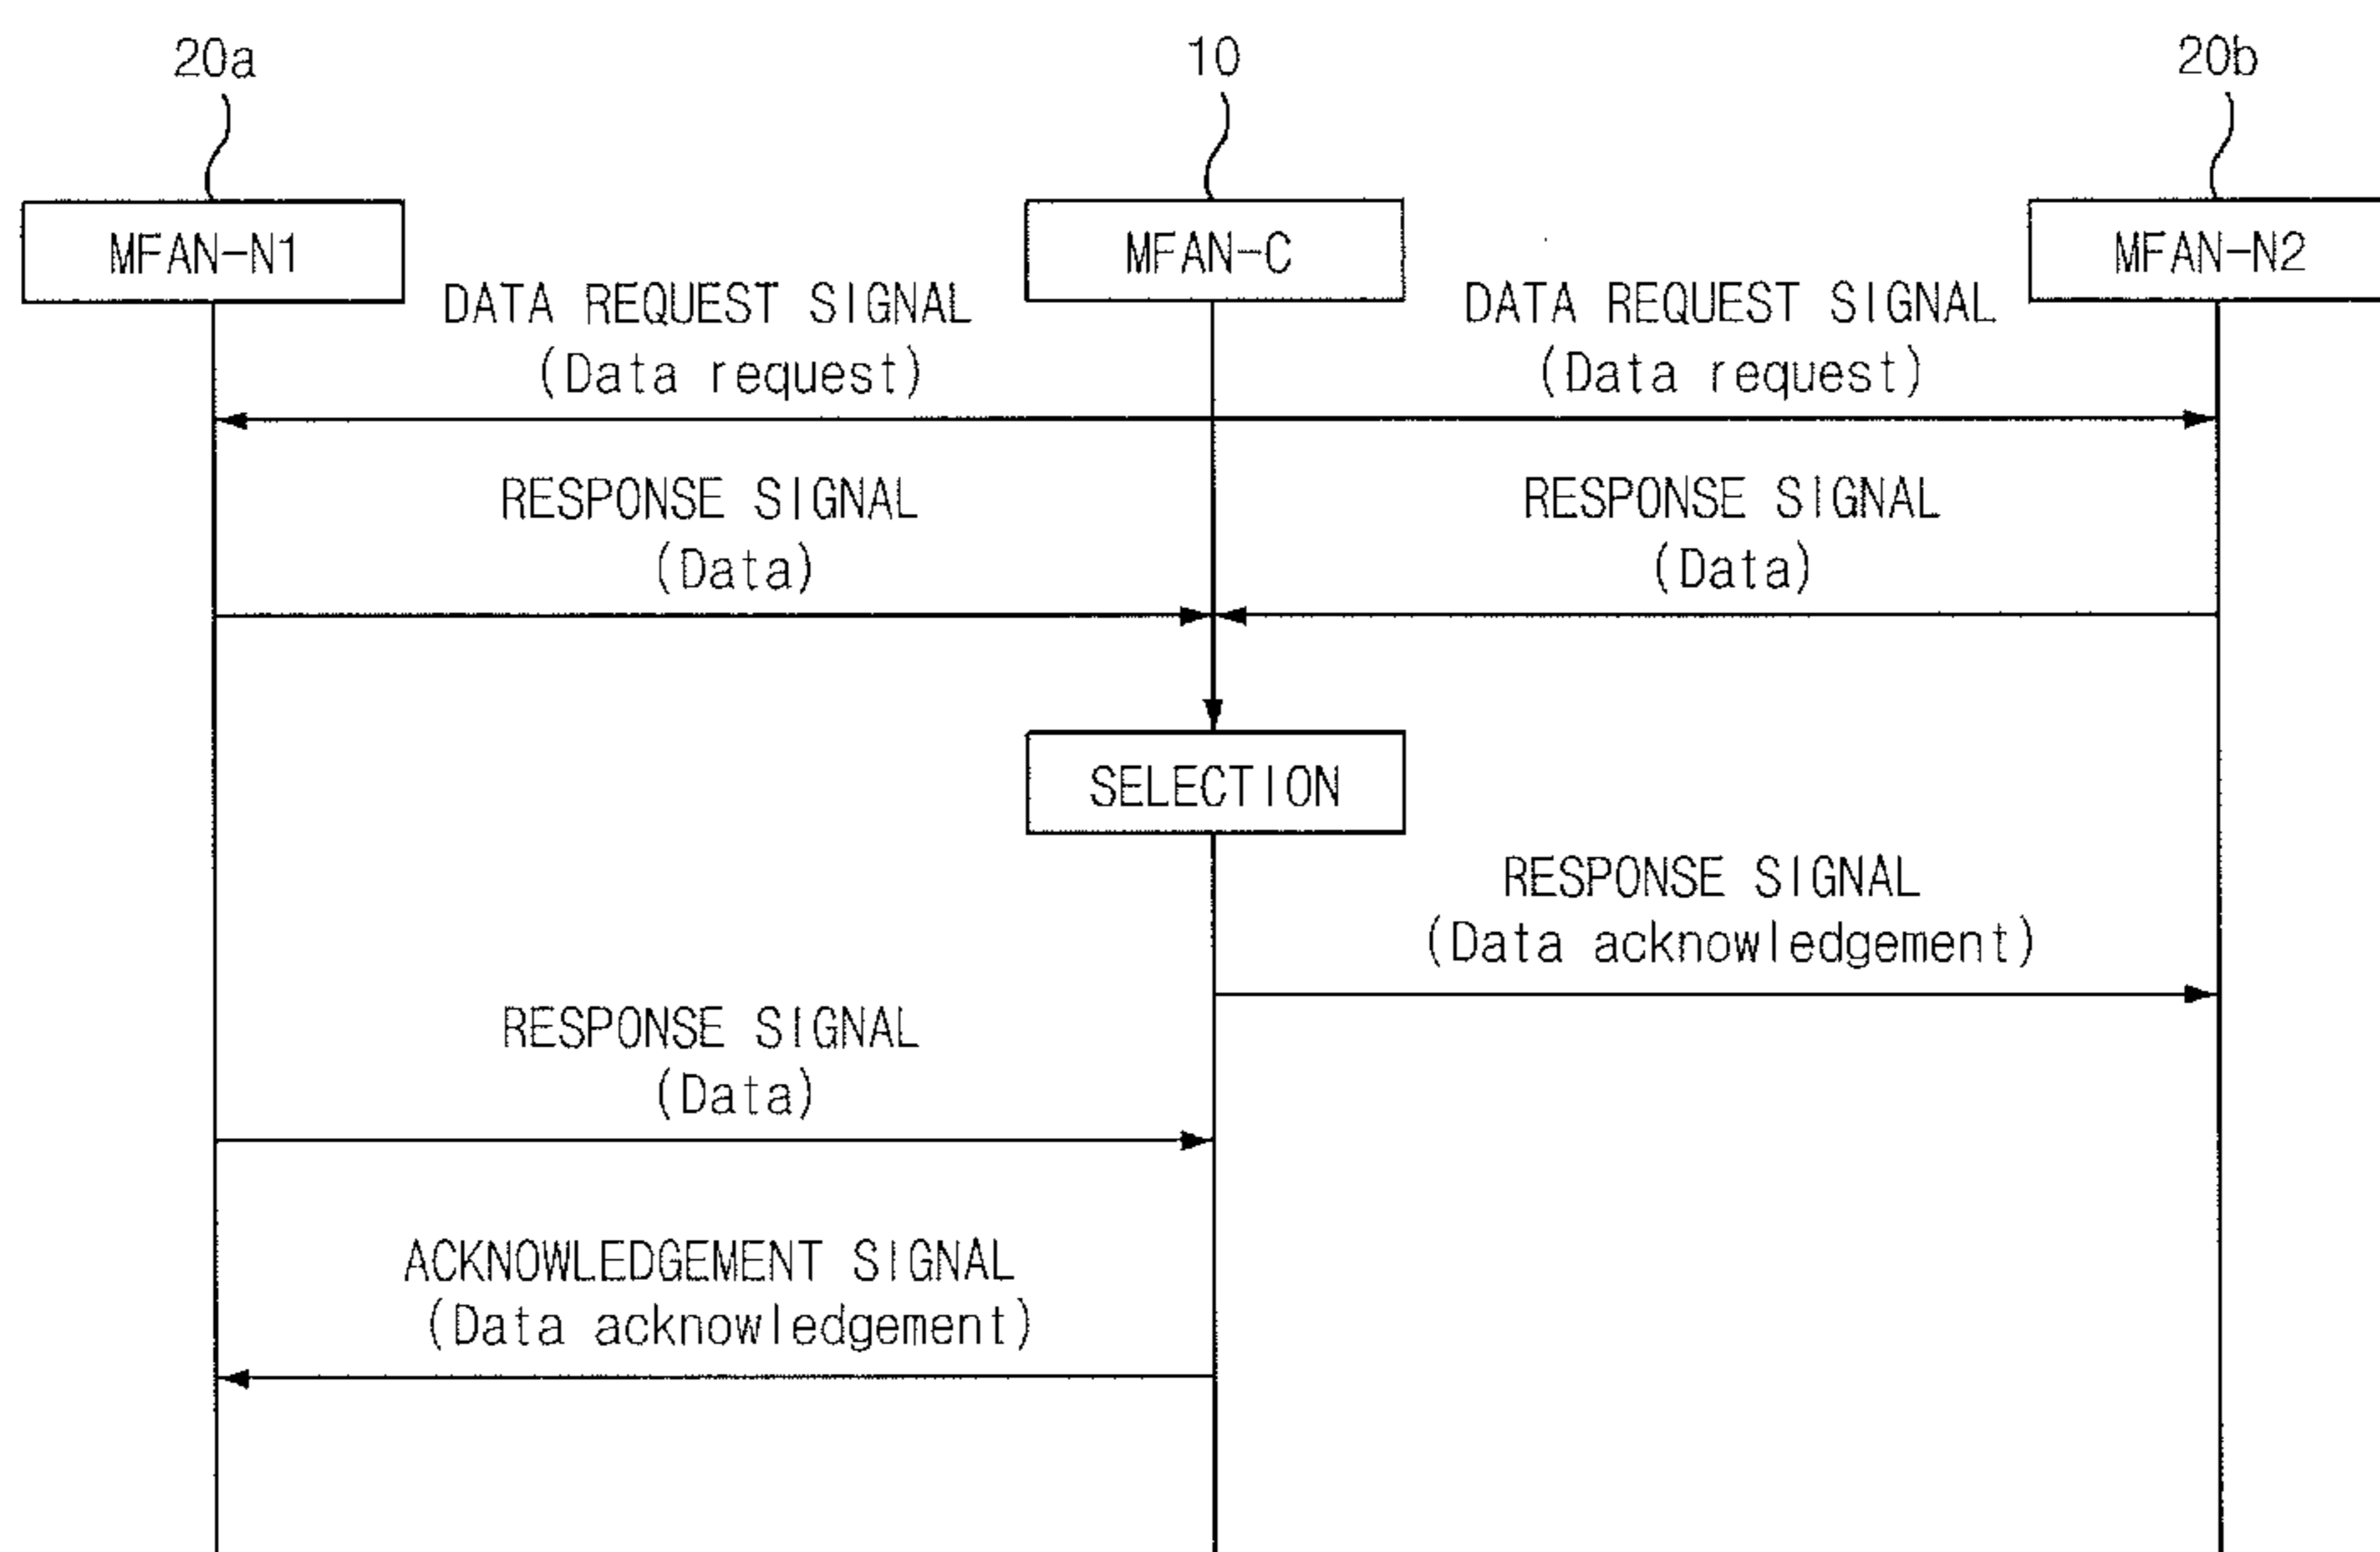 20a
10
20b
MFAN-N1
MFAN-C
MFAN-N2
DATA REQUEST SIGNAL
(Data request)
DATA REQUEST SIGNAL
(Data request)
RESPONSE SIGNAL
(Data)
RESPONSE SIGNAL
(Data)
SELECTION
RESPONSE SIGNAL
(Data acknowledgement)
RESPONSE SIGNAL
(Data)
ACKNOWLEDGEMENT SIGNAL
(Data acknowledgement)